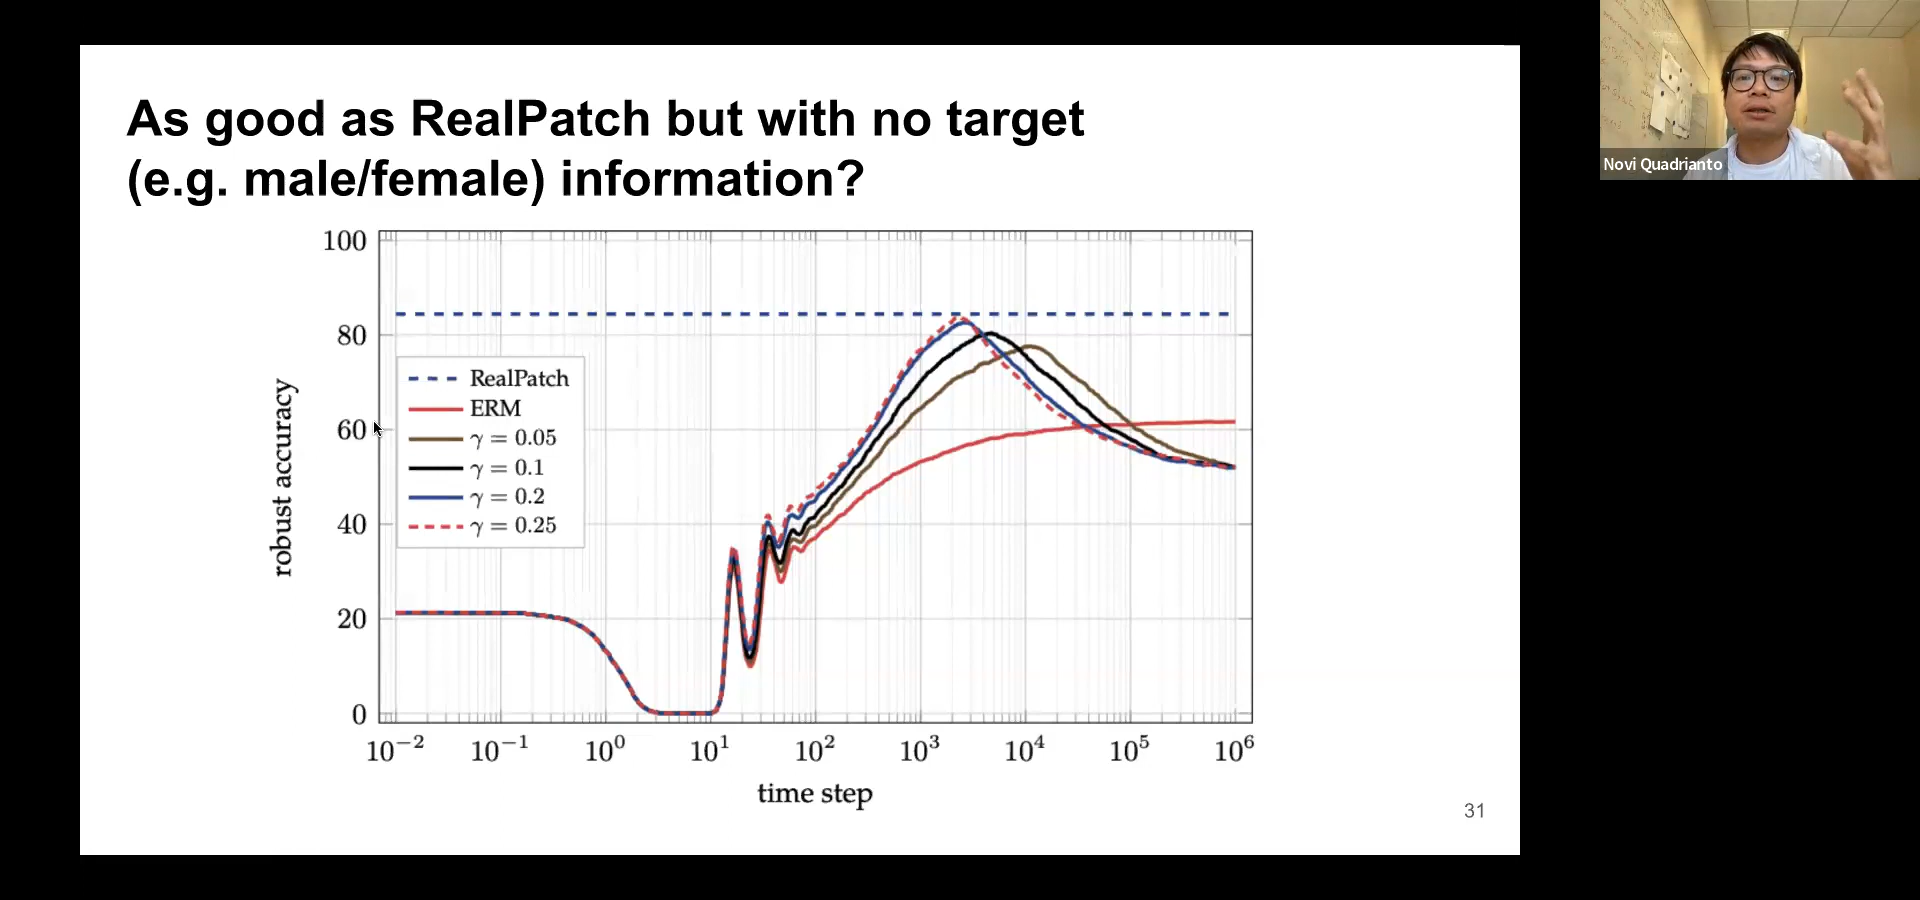 As good as RealPatch but with no target
(e.g. male/female) information?
100
80
60
40
20
0
robust accuracy
RealPatch
ERM
γ = 0.05
γ = 0.1
γ = 0.2
γ = 0.25
10⁻² 10⁻¹ 10⁰ 10¹ 10² 10³ 10⁴ 10⁵ 10⁶
time step
31
Novi Quadrianto